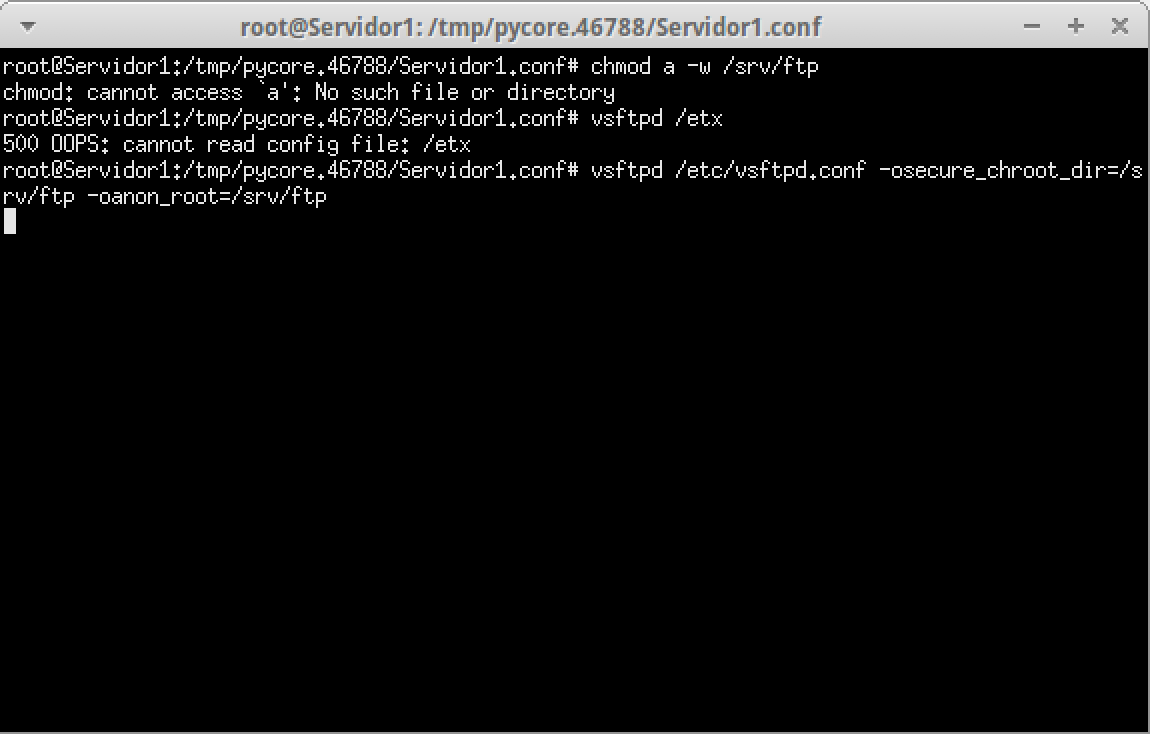 root@Servidor1: /tmp/pycore.46788/Servidor1.conf
root@Servidor1:/tmp/pycore.46788/Servidor1.conf# chmod a -w /srv/ftp
chmod: cannot access `a': No such file or directory
root@Servidor1:/tmp/pycore.46788/Servidor1.conf# vsftpd /etx
500 OOPS: cannot read config file: /etx
root@Servidor1:/tmp/pycore.46788/Servidor1.conf# vsftpd /etc/vsftpd.conf -osecure_chroot_dir=/s
rv/ftp -oanon_root=/srv/ftp